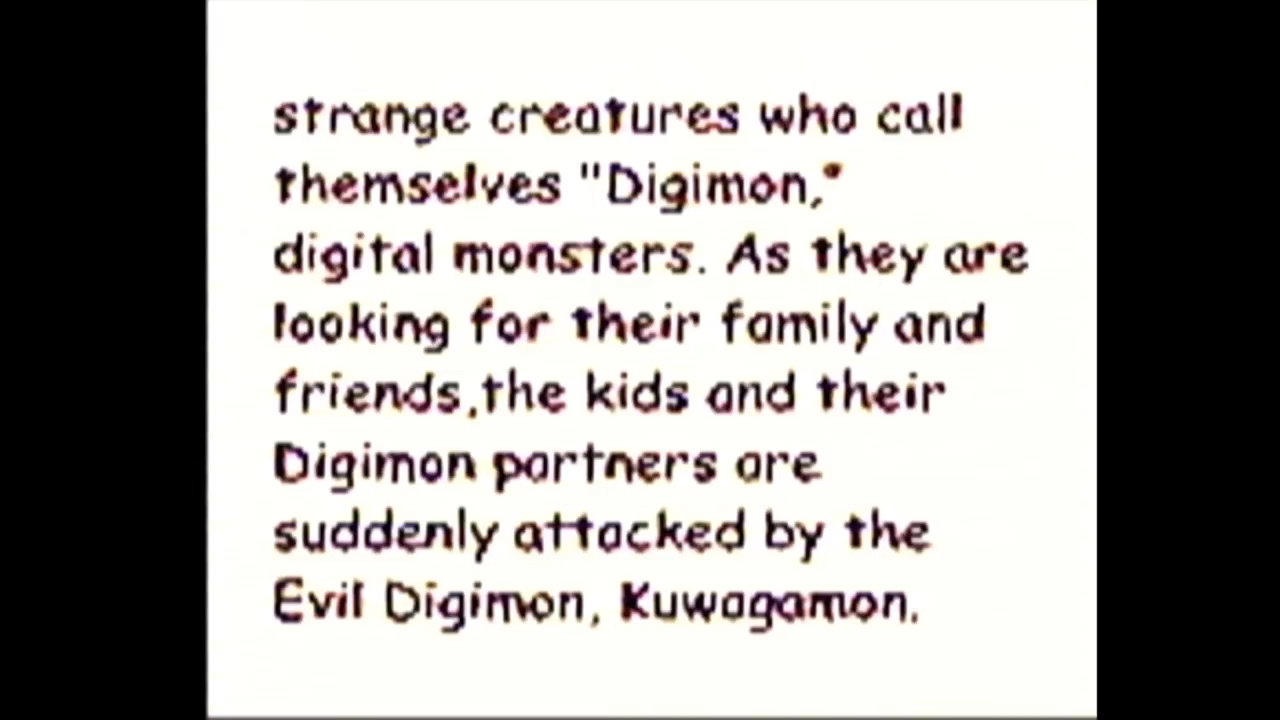 strange creatures who call
themselves "Digimon,"
digital monsters. As they are
looking for their family and
friends,the kids and their
Digimon partners are
suddenly attacked by the
Evil Digimon, Kuwagamon.